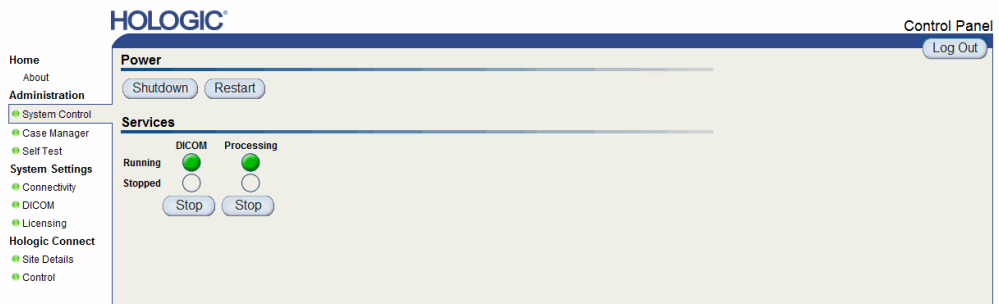 HOLOGIC®
Control Panel
Log Out
Home
About
Administration
System Control
Case Manager
Self Test
System Settings
Connectivity
DICOM
Licensing
Hologic Connect
Site Details
Control
Power
Shutdown Restart
Services
DICOM Processing
Running
Stopped
Stop Stop